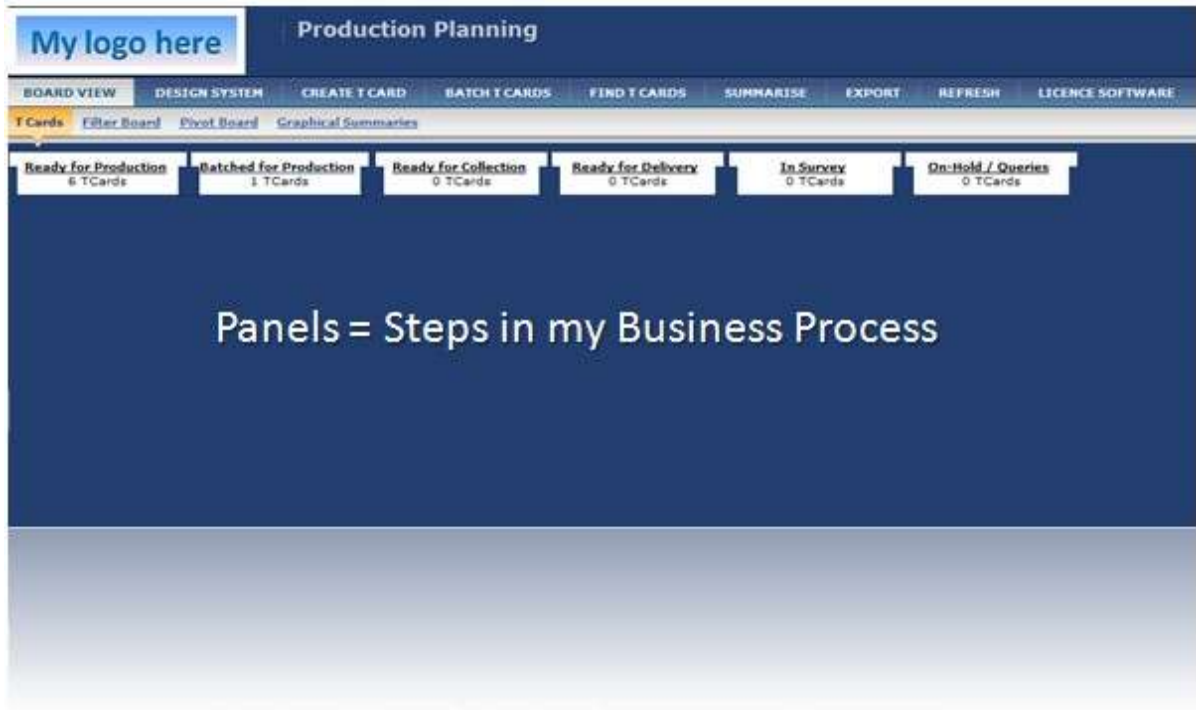 My logo here
Production Planning
BOARD VIEW DESIGN SYSTEM CREATE T CARD BATCH T CARDS FIND T CARDS SUMMARISE EXPORT REFRESH LICENCE SOFTWARE
T Cards Filter Board Pivot Board Graphical Summaries
Ready for Production Batched for Production Ready for Collection Ready for Delivery In Survey On-Hold / Queries
6 TCards 1 TCards 0 TCards 0 TCards 0 TCards 0 TCards
Panels = Steps in my Business Process